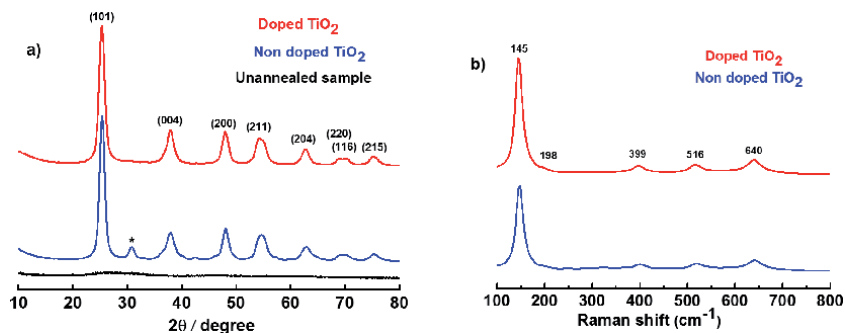 a)
Doped TiO2
Non doped TiO2
Unannealed sample
(101)
(004)
(200)
(211)
(204)
(220)
(116)
(215)
*
10 20 30 40 50 60 70 80
2θ / degree
b)
Doped TiO2
Non doped TiO2
145
198
399
516
640
100 200 300 400 500 600 700 800
Raman shift (cm-1)